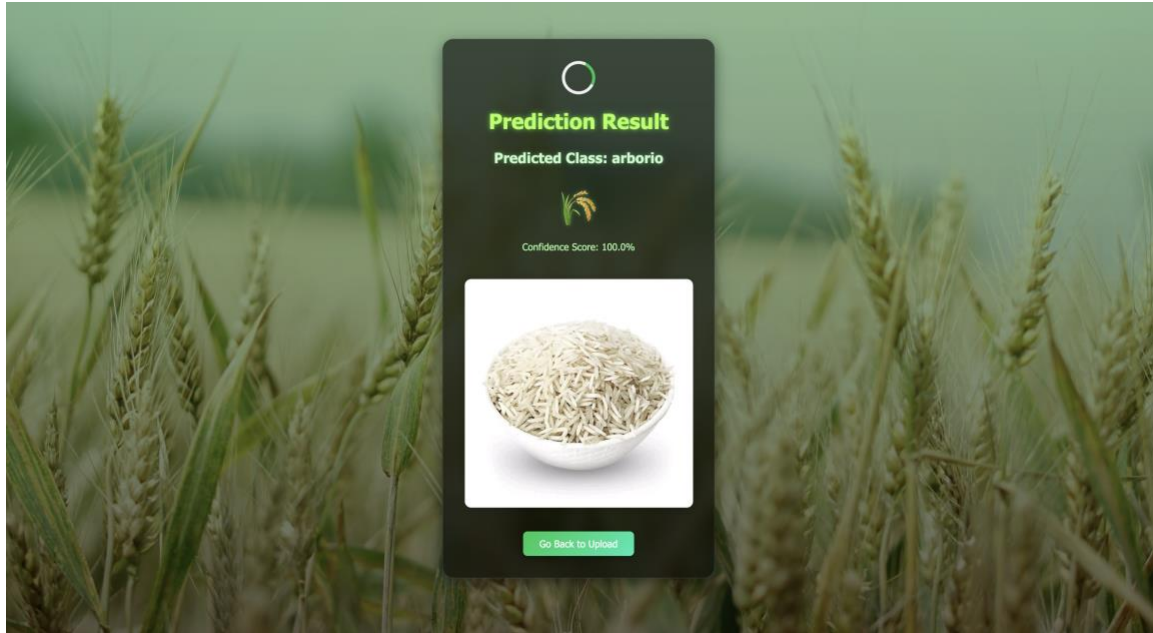 Prediction Result
Predicted Class: arborio
Confidence Score: 100.0%
Go Back to Upload